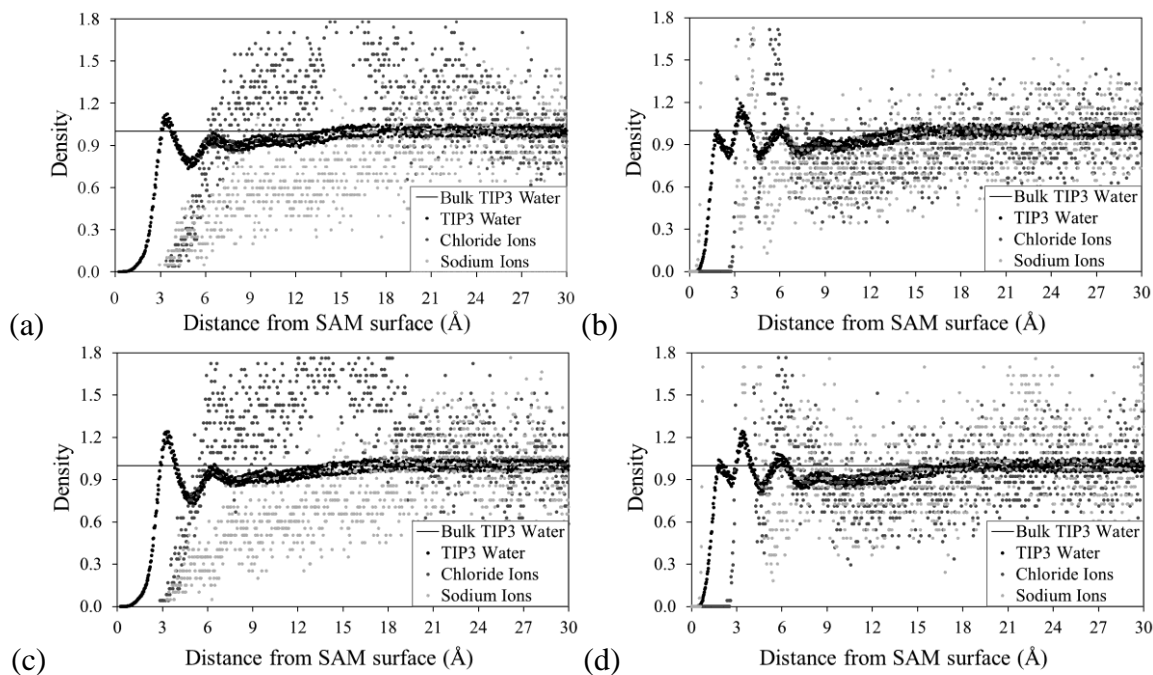 1.8
1.5
1.2
0.9
0.6
0.3
0.0
Density
Bulk TIP3 Water
TIP3 Water
Chloride Ions
Sodium Ions
0 3 6 9 12 15 18 21 24 27 30
Distance from SAM surface (Å)
(a)
1.8
1.5
1.2
0.9
0.6
0.3
0.0
Density
Bulk TIP3 Water
TIP3 Water
Chloride Ions
Sodium Ions
0 3 6 9 12 15 18 21 24 27 30
Distance from SAM surface (Å)
(b)
1.8
1.5
1.2
0.9
0.6
0.3
0.0
Density
Bulk TIP3 Water
TIP3 Water
Chloride Ions
Sodium Ions
0 3 6 9 12 15 18 21 24 27 30
Distance from SAM surface (Å)
(c)
1.8
1.5
1.2
0.9
0.6
0.3
0.0
Density
Bulk TIP3 Water
TIP3 Water
Chloride Ions
Sodium Ions
0 3 6 9 12 15 18 21 24 27 30
Distance from SAM surface (Å)
(d)